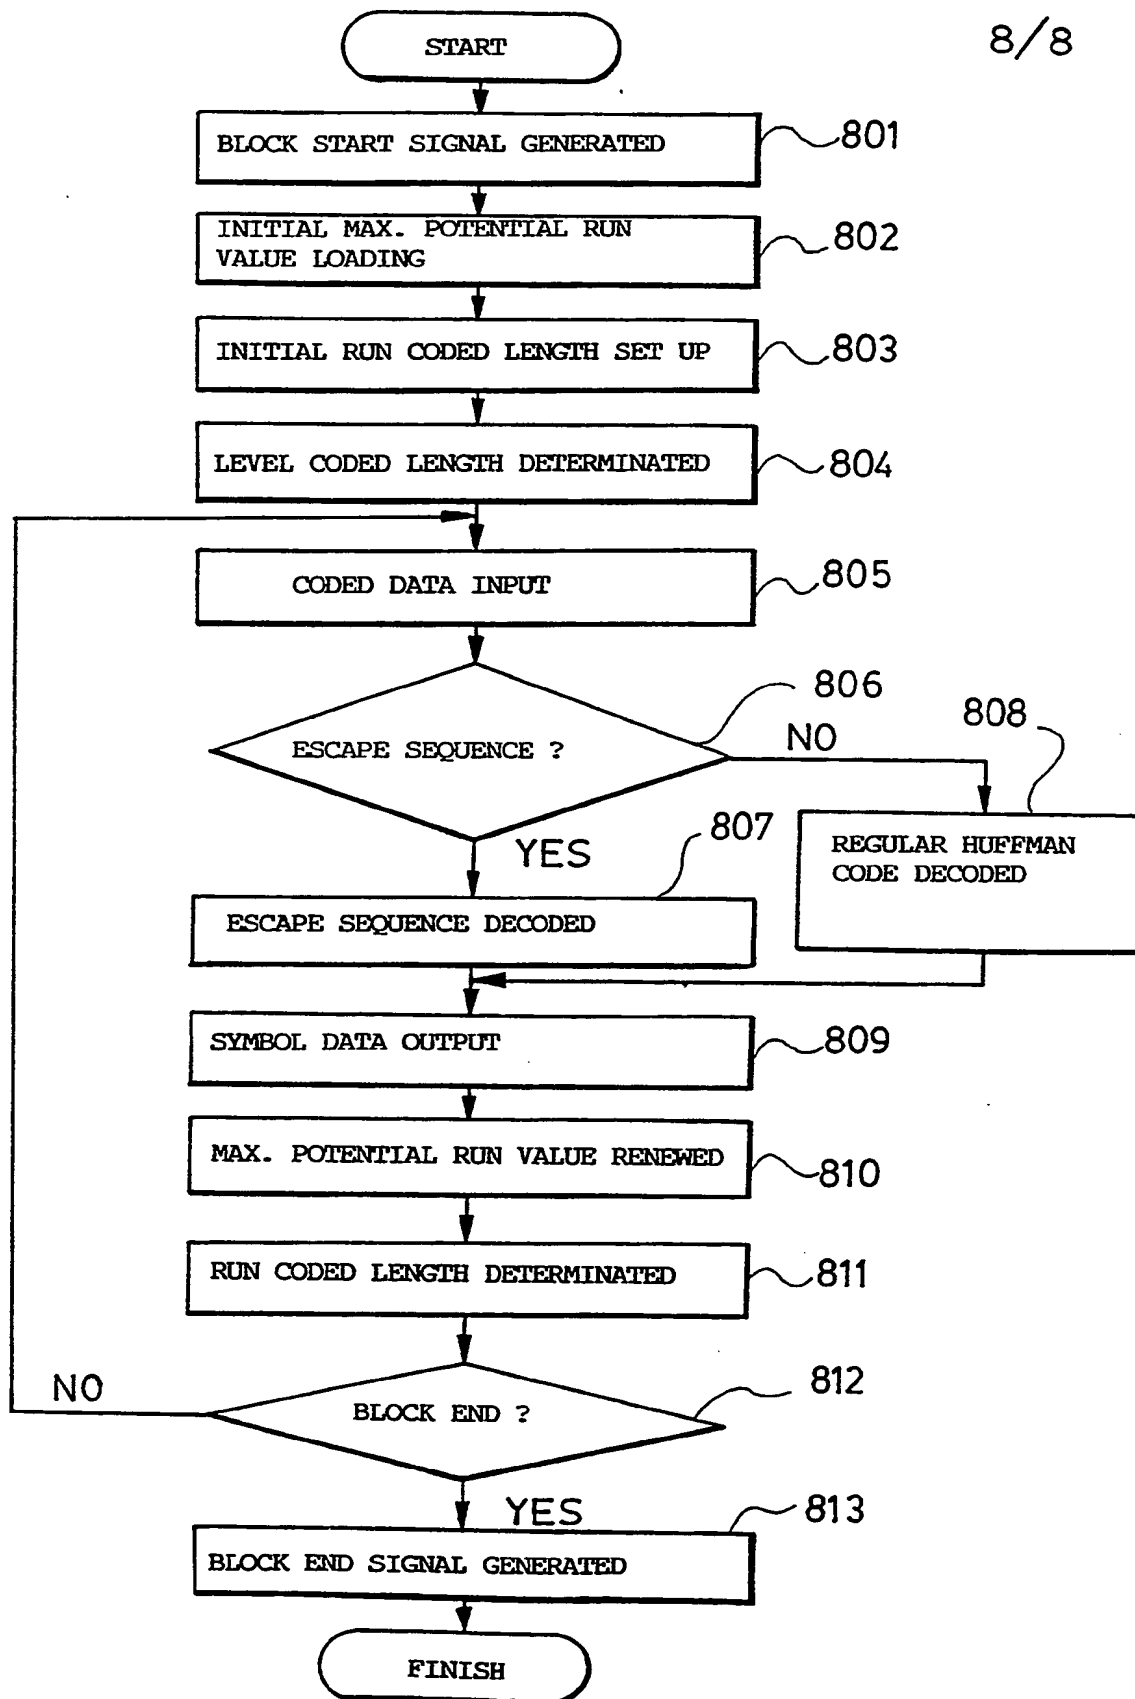 8/8
START
BLOCK START SIGNAL GENERATED
801
INITIAL MAX. POTENTIAL RUN
VALUE LOADING
802
INITIAL RUN CODED LENGTH SET UP
803
LEVEL CODED LENGTH DETERMINATED
804
CODED DATA INPUT
805
806
ESCAPE SEQUENCE ?
NO
808
YES
807
REGULAR HUFFMAN
CODE DECODED
ESCAPE SEQUENCE DECODED
SYMBOL DATA OUTPUT
809
MAX. POTENTIAL RUN VALUE RENEWED
810
RUN CODED LENGTH DETERMINATED
811
NO
812
BLOCK END ?
YES
813
BLOCK END SIGNAL GENERATED
FINISH